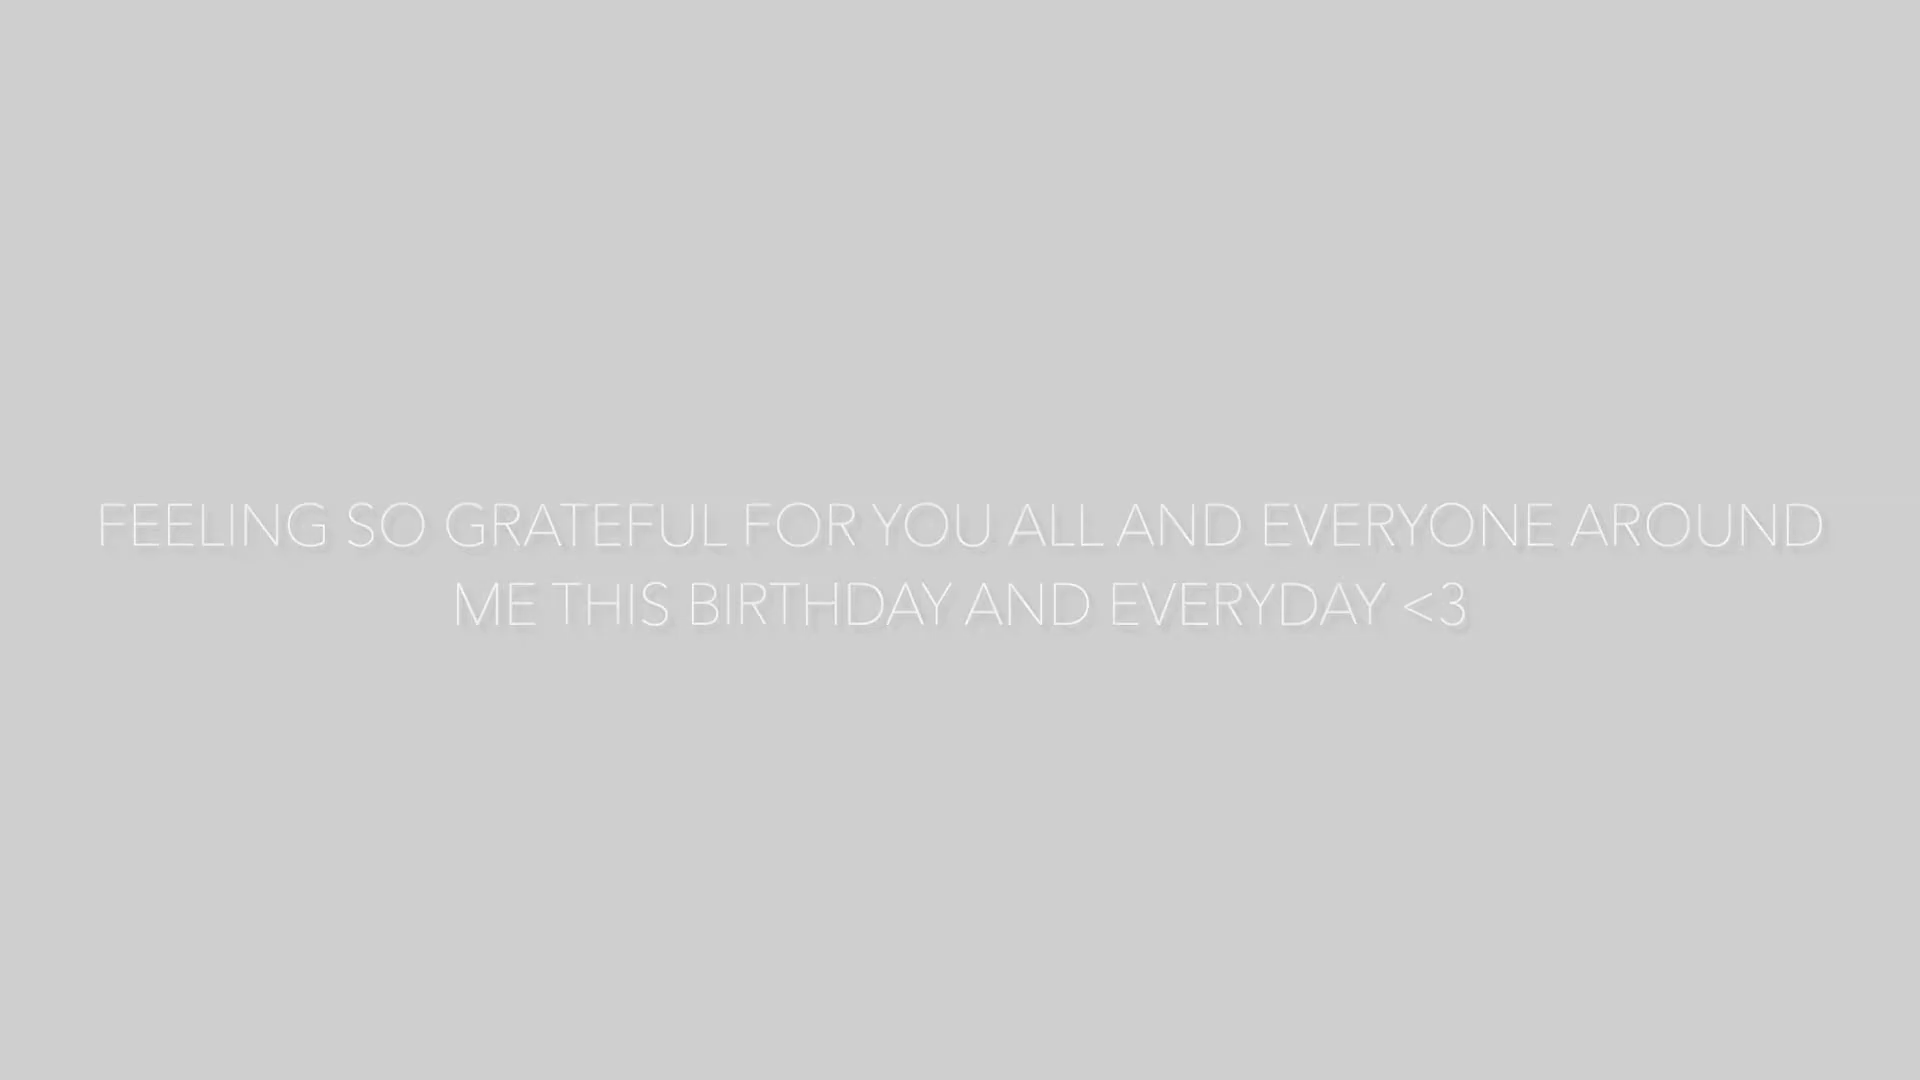 FEELING SO GRATEFUL FOR YOU ALL AND EVERYONE AROUND
ME THIS BIRTHDAY AND EVERYDAY <3